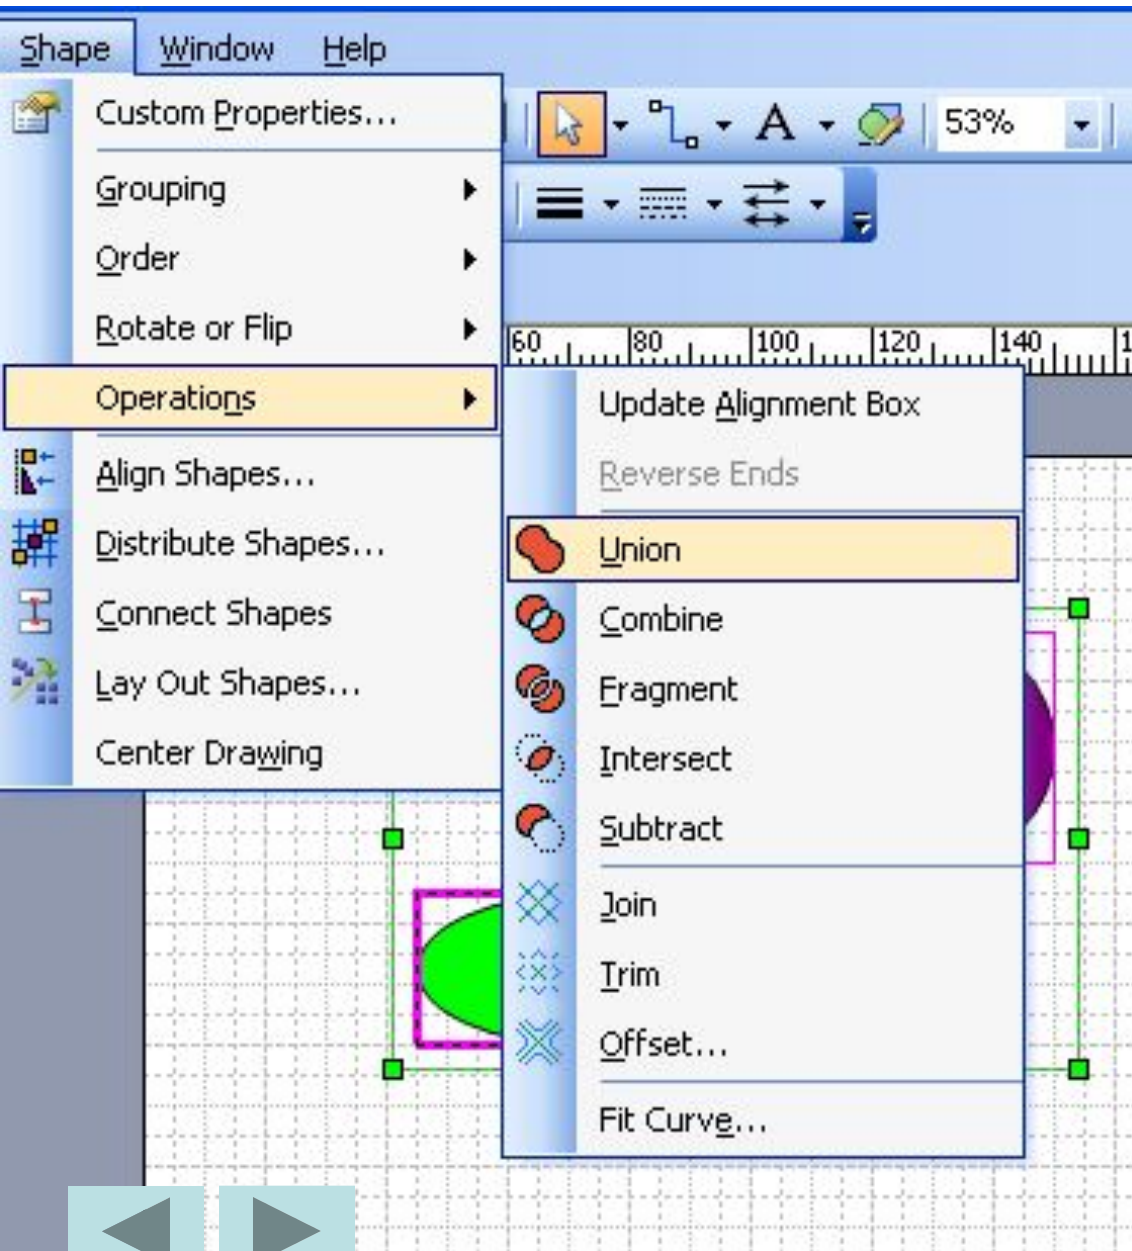 Shape Window Help
Custom Properties...
53%
Grouping
Order
Rotate or Flip
60 80 100 120 140 1
Operations
Update Alignment Box
Align Shapes...
Reverse Ends
Distribute Shapes...
Union
Connect Shapes
Combine
Lay Out Shapes...
Fragment
Center Drawing
Intersect
Subtract
Join
Trim
Offset...
Fit Curve...